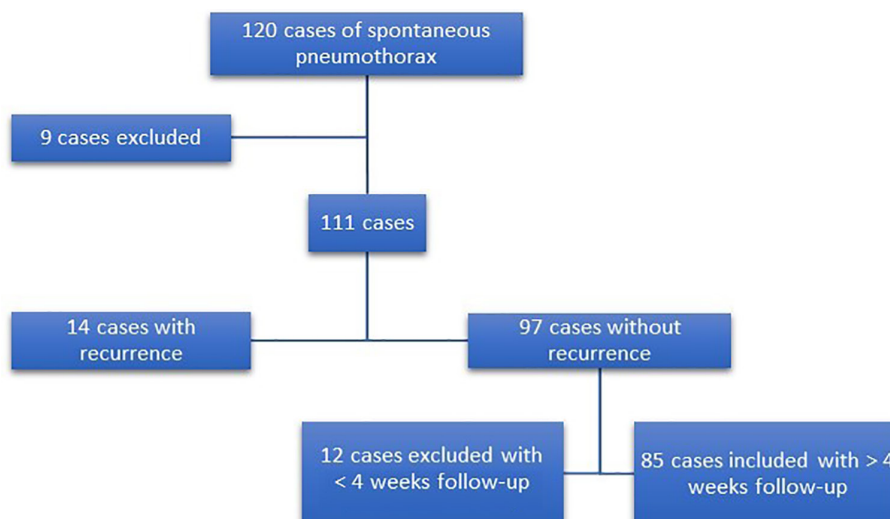 120 cases of spontaneous
pneumothorax
9 cases excluded
111 cases
14 cases with
recurrence
97 cases without
recurrence
12 cases excluded with
< 4 weeks follow-up
85 cases included with > 4
weeks follow-up